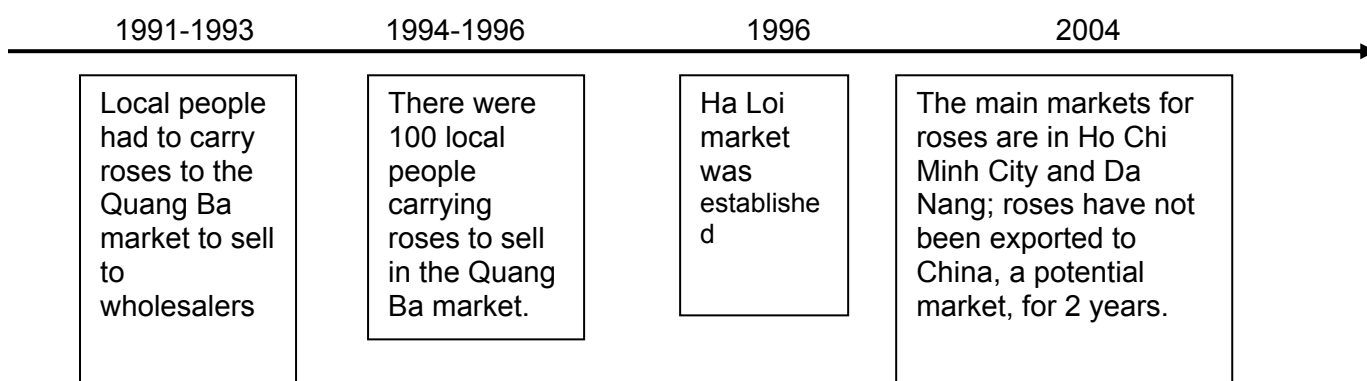 1991-1993
1994-1996
1996
2004
Local people
had to carry
roses to the
Quang Ba
market to sell
to
wholesalers
There were
100 local
people
carrying
roses to sell
in the Quang
Ba market.
Ha Loi
market
was
establishe
d
The main markets for
roses are in Ho Chi
Minh City and Da
Nang; roses have not
been exported to
China, a potential
market, for 2 years.